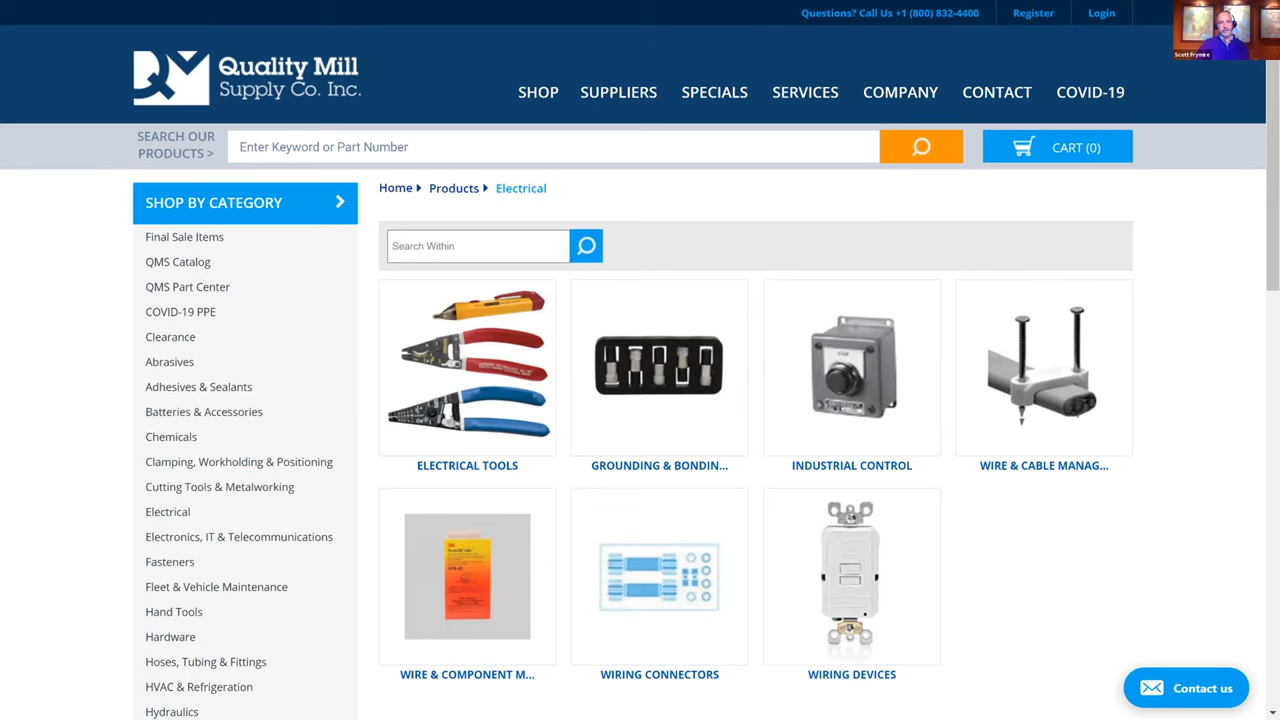 Questions? Call Us +1 (800) 832-4400
Register
Login
Scott Frymire
QM Quality Mill
Supply Co. Inc.
SHOP
SUPPLIERS
SPECIALS
SERVICES
COMPANY
CONTACT
COVID-19
SEARCH OUR
PRODUCTS >
Enter Keyword or Part Number
CART (0)
SHOP BY CATEGORY
Final Sale Items
QMS Catalog
QMS Part Center
COVID-19 PPE
Clearance
Abrasives
Adhesives & Sealants
Batteries & Accessories
Chemicals
Clamping, Workholding & Positioning
Cutting Tools & Metalworking
Electrical
Electronics, IT & Telecommunications
Fasteners
Fleet & Vehicle Maintenance
Hand Tools
Hardware
Hoses, Tubing & Fittings
HVAC & Refrigeration
Hydraulics
Home
Products
Electrical
Search Within
ELECTRICAL TOOLS
GROUNDING & BONDIN...
INDUSTRIAL CONTROL
WIRE & CABLE MANAG...
WIRE & COMPONENT M...
WIRING CONNECTORS
WIRING DEVICES
Contact us